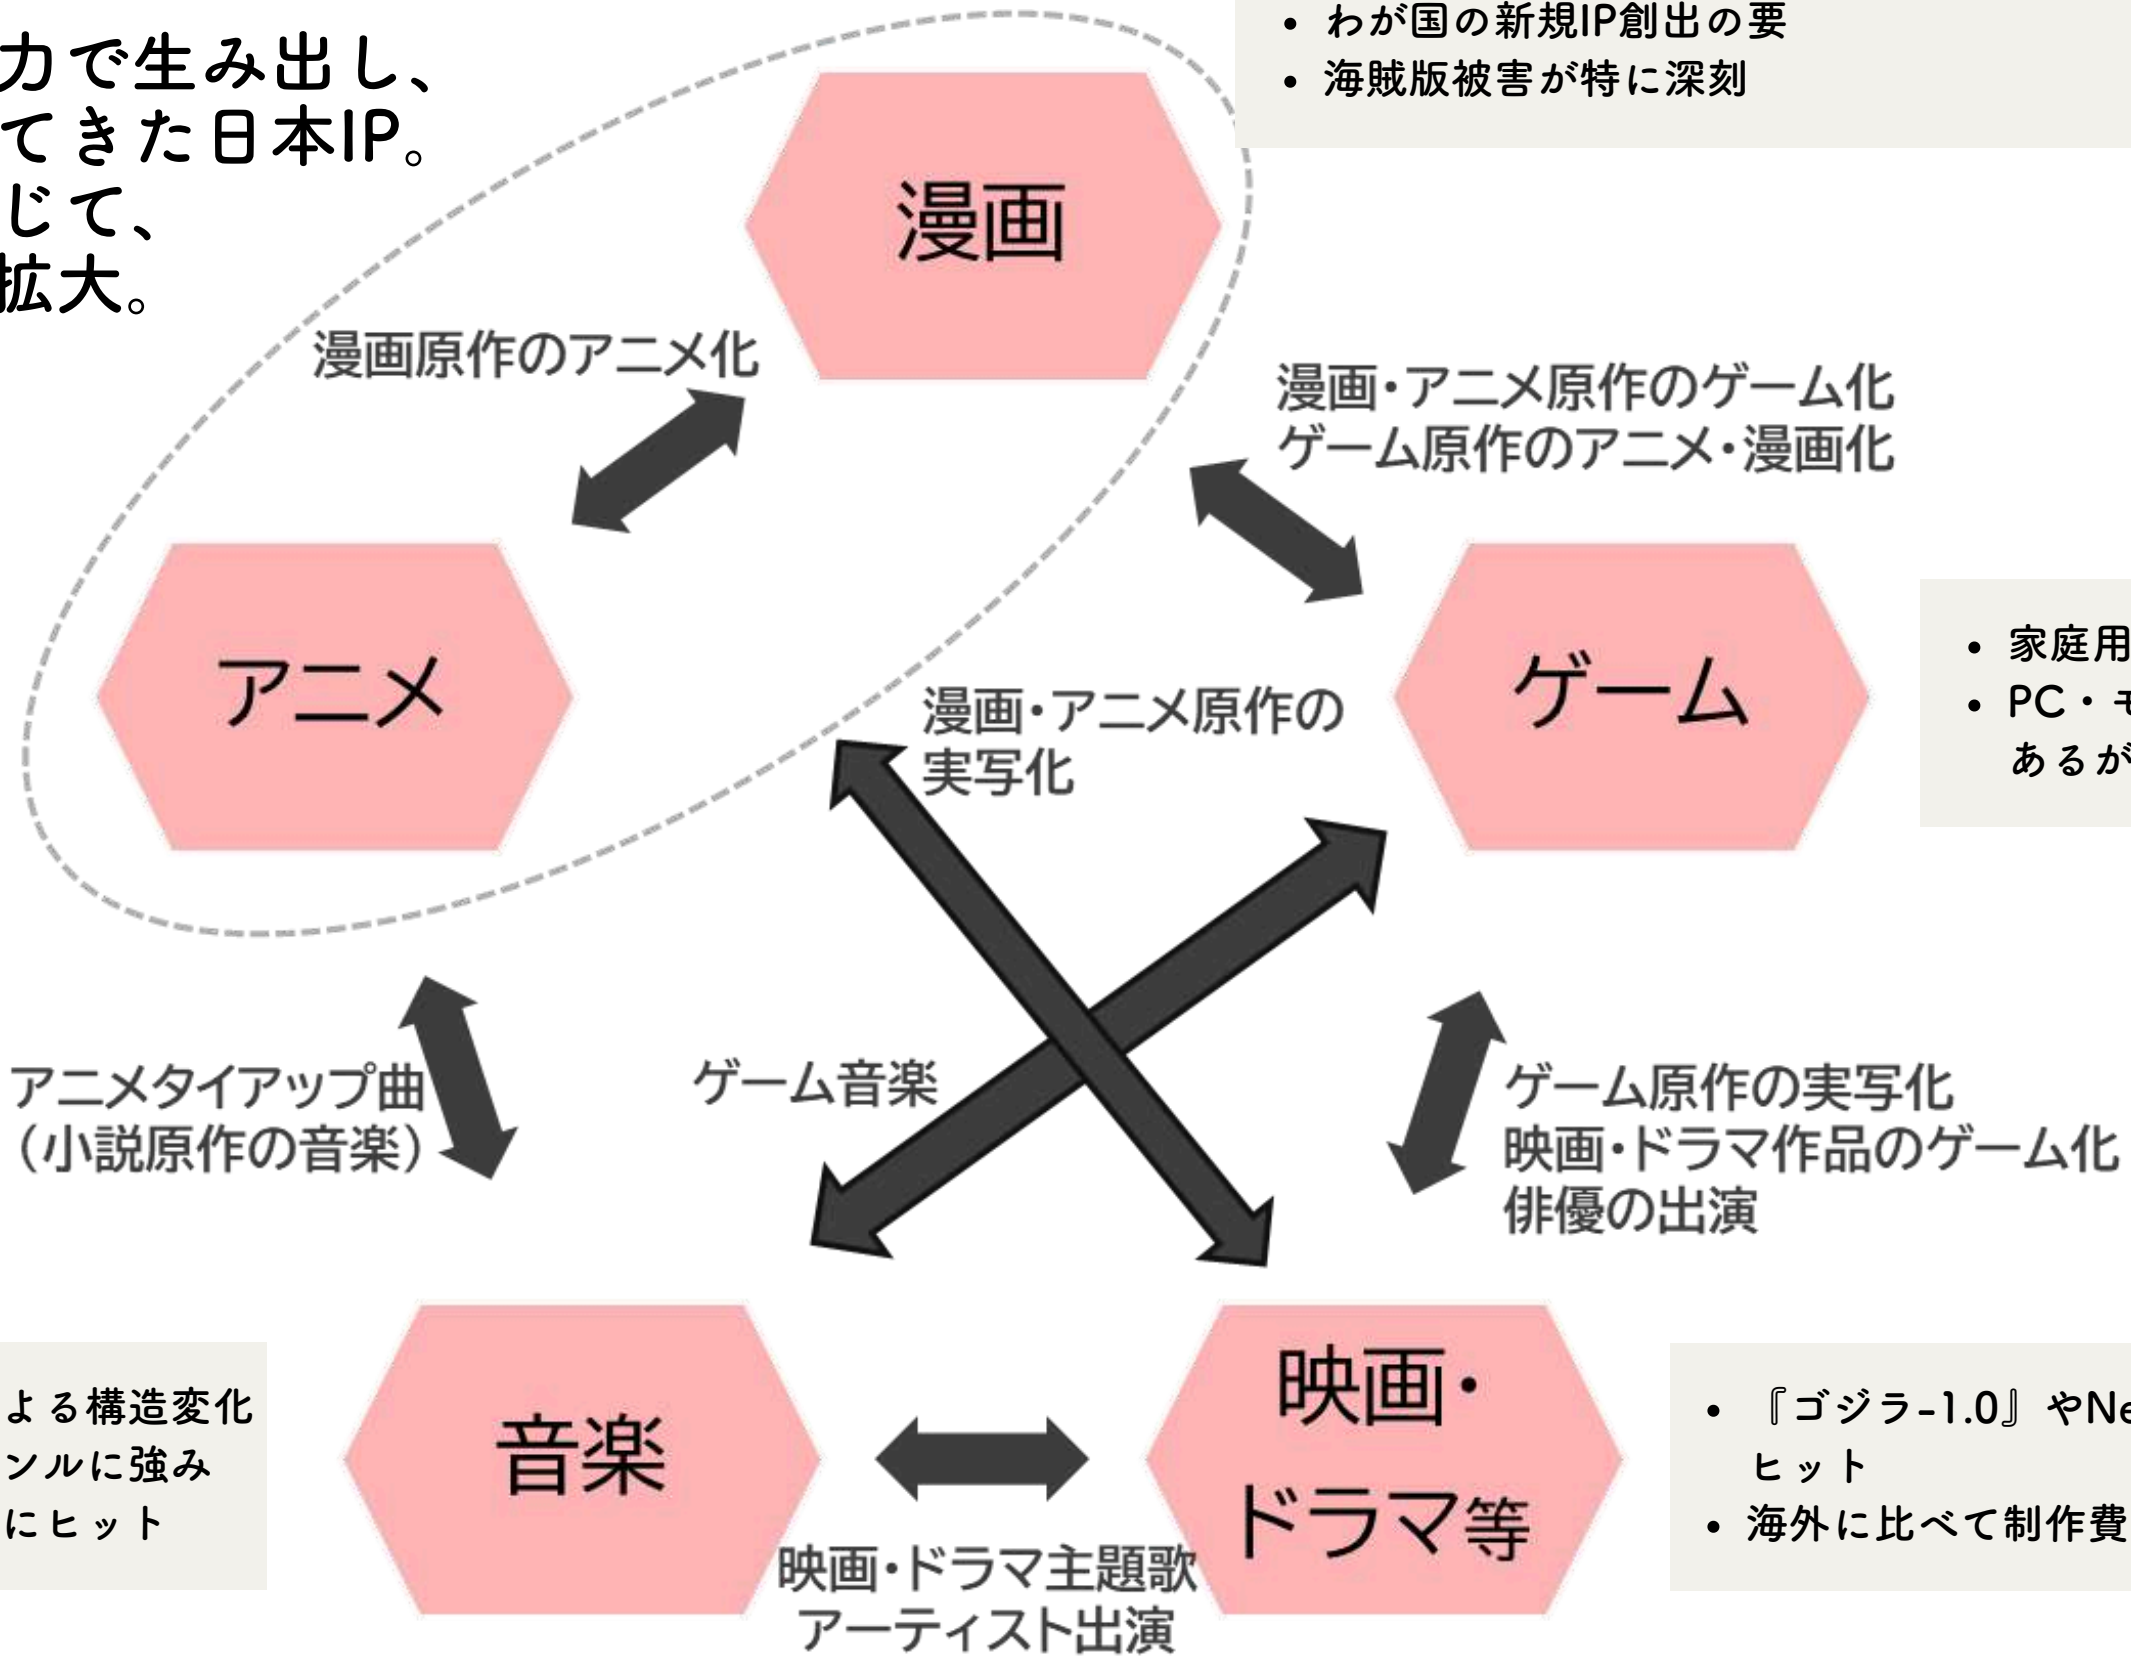 力で生み出し、
てきた日本IP。
じて、
拡大。
• わが国の新規IP創出の要
• 海賊版被害が特に深刻
漫画
漫画原作のアニメ化
漫画・アニメ原作のゲーム化
ゲーム原作のアニメ・漫画化
アニメ
ゲーム
• 家庭用
• PC・モ
あるが
漫画・アニメ原作の
実写化
アニメタイアップ曲
（小説原作の音楽）
ゲーム音楽
ゲーム原作の実写化
映画・ドラマ作品のゲーム化
俳優の出演
よる構造変化
ンルに強み
にヒット
音楽
映画・
ドラマ等
映画・ドラマ主題歌
アーティスト出演
• 『ゴジラ-1.0』やNe
ヒット
• 海外に比べて制作費